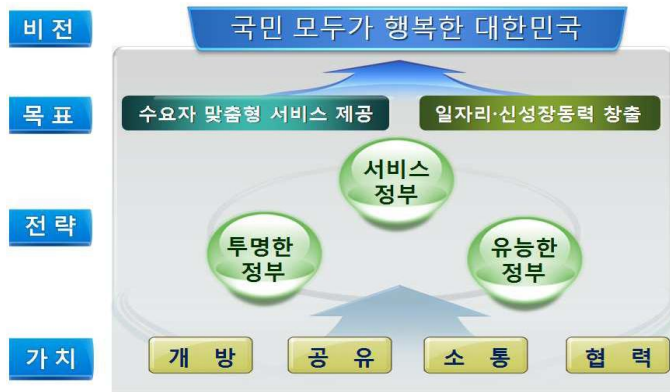 비 전
국민 모두가 행복한 대한민국
목 표
수요자 맞춤형 서비스 제공
일자리·신성장동력 창출
전 략
서비스
정부
투명한
정부
유능한
정부
가 치
개 방
공 유
소 통
협 력